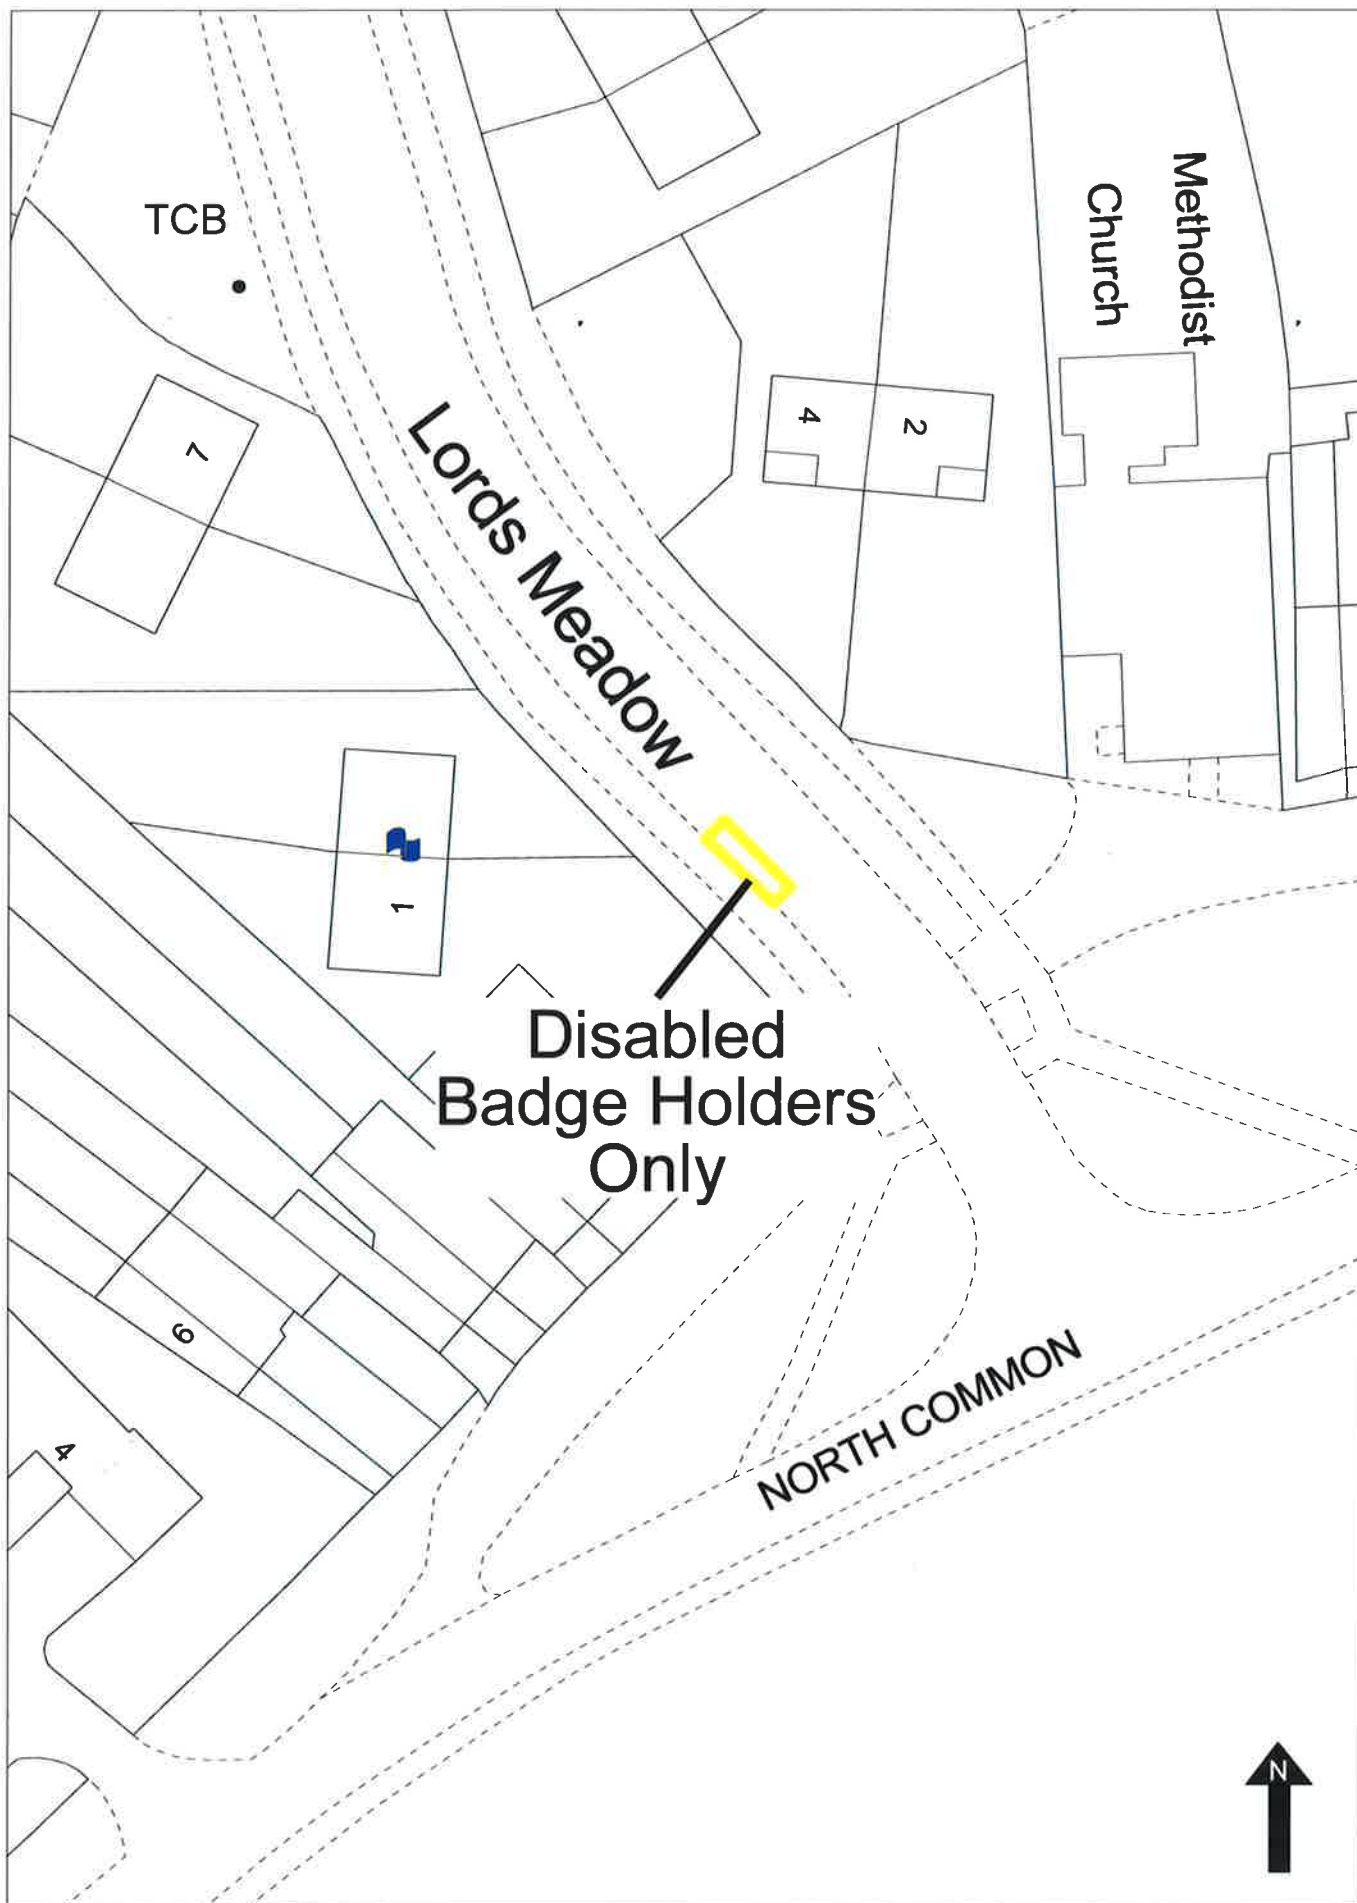 TCB
Methodist
Church
4
2
7
Lords Meadow
1
Disabled
Badge Holders
Only
6
4
NORTH COMMON
N